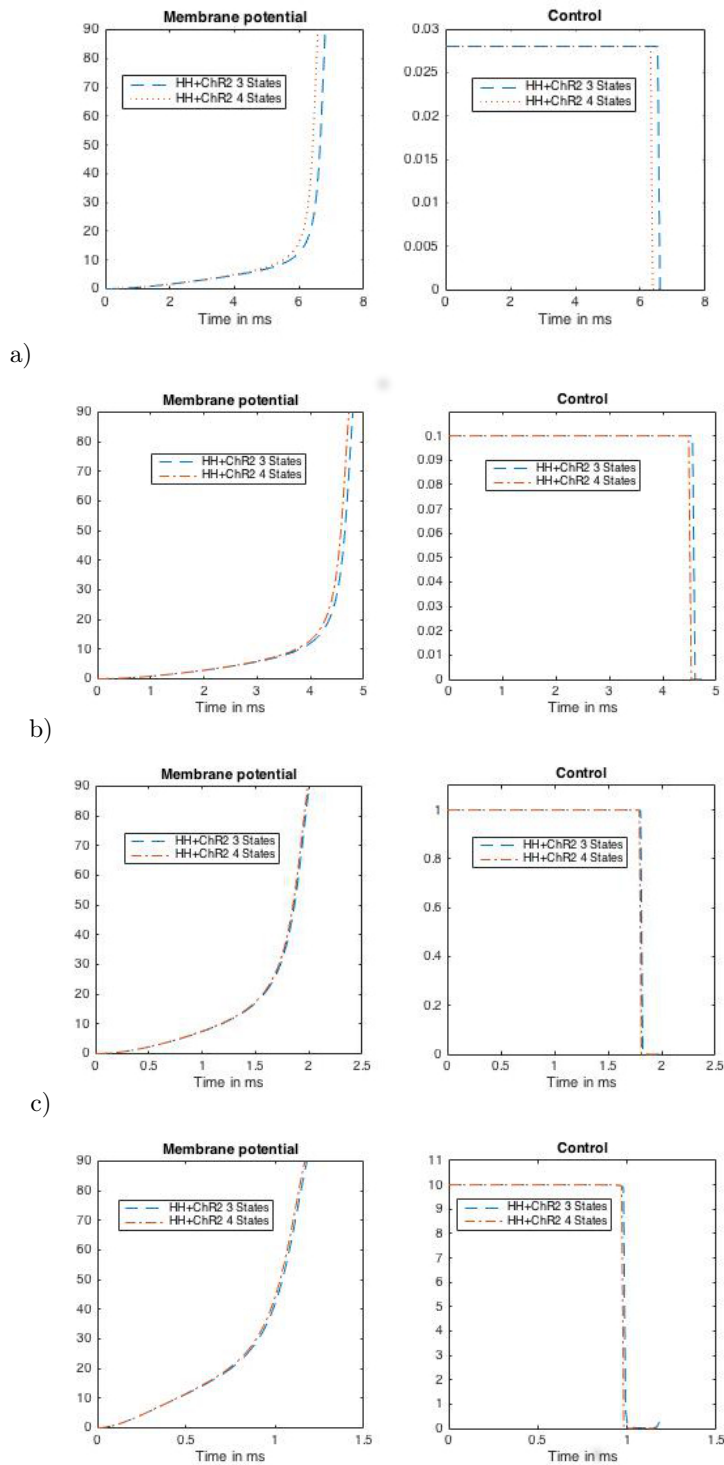 Membrane potential
90
80
70
60
50
40
30
20
10
0
HH+ChR2 3 States
HH+ChR2 4 States
0 2 4 6 8
Time in ms
Control
0.03
0.025
0.02
0.015
0.01
0.005
0
HH+ChR2 3 States
HH+ChR2 4 States
0 2 4 6 8
Time in ms
a)
Membrane potential
90
80
70
60
50
40
30
20
10
0
HH+ChR2 3 States
HH+ChR2 4 States
0 1 2 3 4 5
Time in ms
Control
0.1
0.09
0.08
0.07
0.06
0.05
0.04
0.03
0.02
0.01
0
HH+ChR2 3 States
HH+ChR2 4 States
0 1 2 3 4 5
Time in ms
b)
Membrane potential
90
80
70
60
50
40
30
20
10
0
HH+ChR2 3 States
HH+ChR2 4 States
0 0.5 1 1.5 2 2.5
Time in ms
Control
1
0.8
0.6
0.4
0.2
0
HH+ChR2 3 States
HH+ChR2 4 States
0 0.5 1 1.5 2 2.5
Time in ms
c)
Membrane potential
90
80
70
60
50
40
30
20
10
0
HH+ChR2 3 States
HH+ChR2 4 States
0 0.5 1 1.5
Time in ms
Control
11
10
9
8
7
6
5
4
3
2
1
0
HH+ChR2 3 States
HH+ChR2 4 States
0 0.5 1 1.5
Time in ms